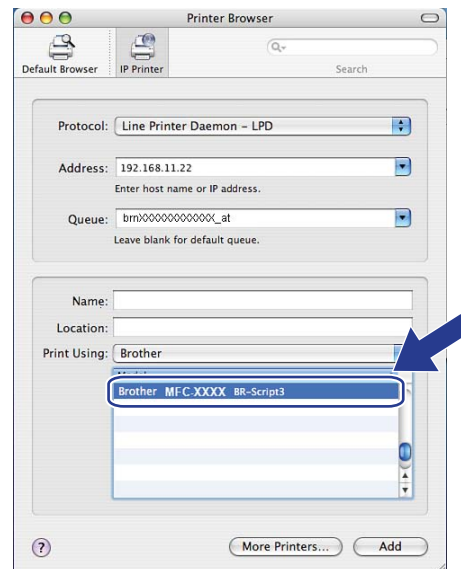 Printer Browser
Default Browser
IP Printer
Search
Protocol: Line Printer Daemon – LPD
Address: 192.168.11.22
Enter host name or IP address.
Queue: brnXXXXXXXXXXXX_at
Leave blank for default queue.
Name:
Location:
Print Using: Brother
Brother MFC-XXXX BR-Script3
?
More Printers... Add